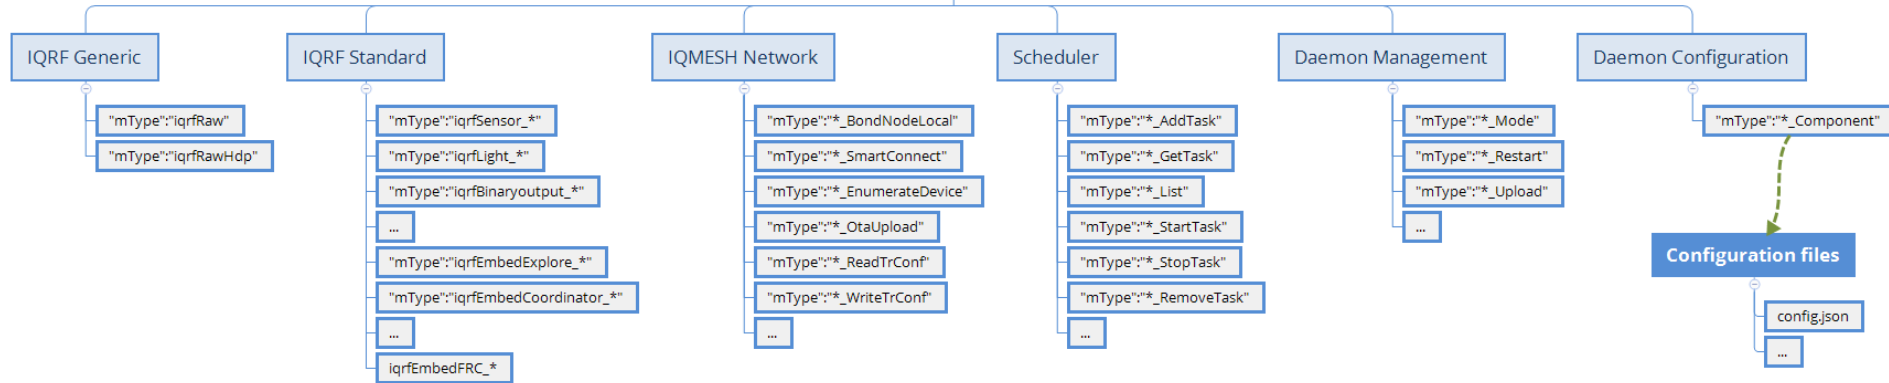 IQRF Generic
"mType":"iqrfRaw"
"mType":"iqrfRawHdp"
IQRF Standard
"mType":"iqrfSensor_*"
"mType":"iqrfLight_*"
"mType":"iqrfBinaryoutput_*"
...
"mType":"iqrfEmbedExplore_*"
"mType":"iqrfEmbedCoordinator_*"
...
iqrfEmbedFRC_*
IQMESH Network
"mType":"*_BondNodeLocal"
"mType":"*_SmartConnect"
"mType":"*_EnumerateDevice"
"mType":"*_OtaUpload"
"mType":"*_ReadTrConf"
"mType":"*_WriteTrConf"
...
Scheduler
"mType":"*_AddTask"
"mType":"*_GetTask"
"mType":"*_List"
"mType":"*_StartTask"
"mType":"*_StopTask"
"mType":"*_RemoveTask"
...
Daemon Management
"mType":"*_Mode"
"mType":"*_Restart"
"mType":"*_Upload"
...
Daemon Configuration
"mType":"*_Component"
Configuration files
config.json
...